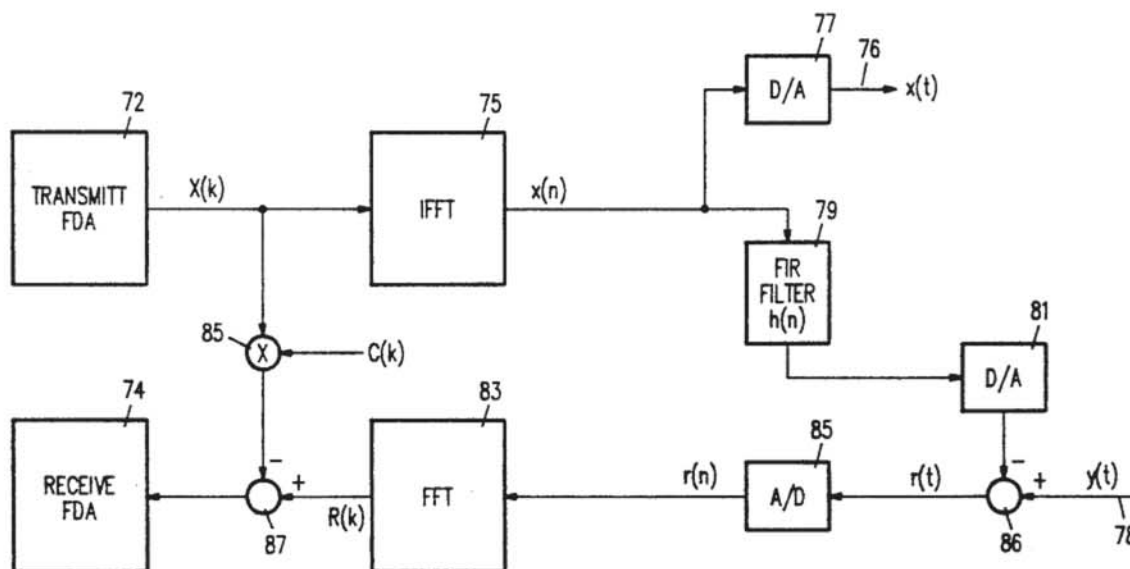 77
76
D/A
x(t)
72
75
TRANSMITT
FDA
X(k)
IFFT
x(n)
79
FIR
FILTER
h(n)
85
X
C(k)
81
D/A
74
83
85
RECEIVE
FDA
-
+
87
R(k)
FFT
r(n)
A/D
r(t)
-
+
86
y(t)
78